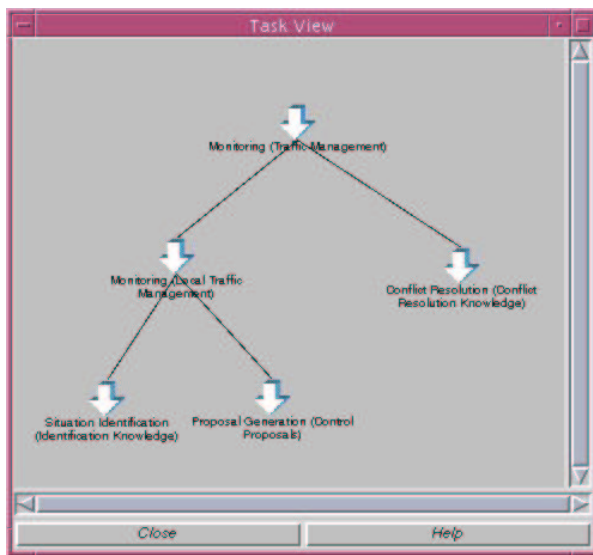 Task View
Monitoring (Traffic Management)
Monitoring (Local Traffic
Management)
Conflict Resolution (Conflict
Resolution Knowledge)
Situation Identification
(Identification Knowledge)
Proposal Generation (Control
Proposals)
Close
Help